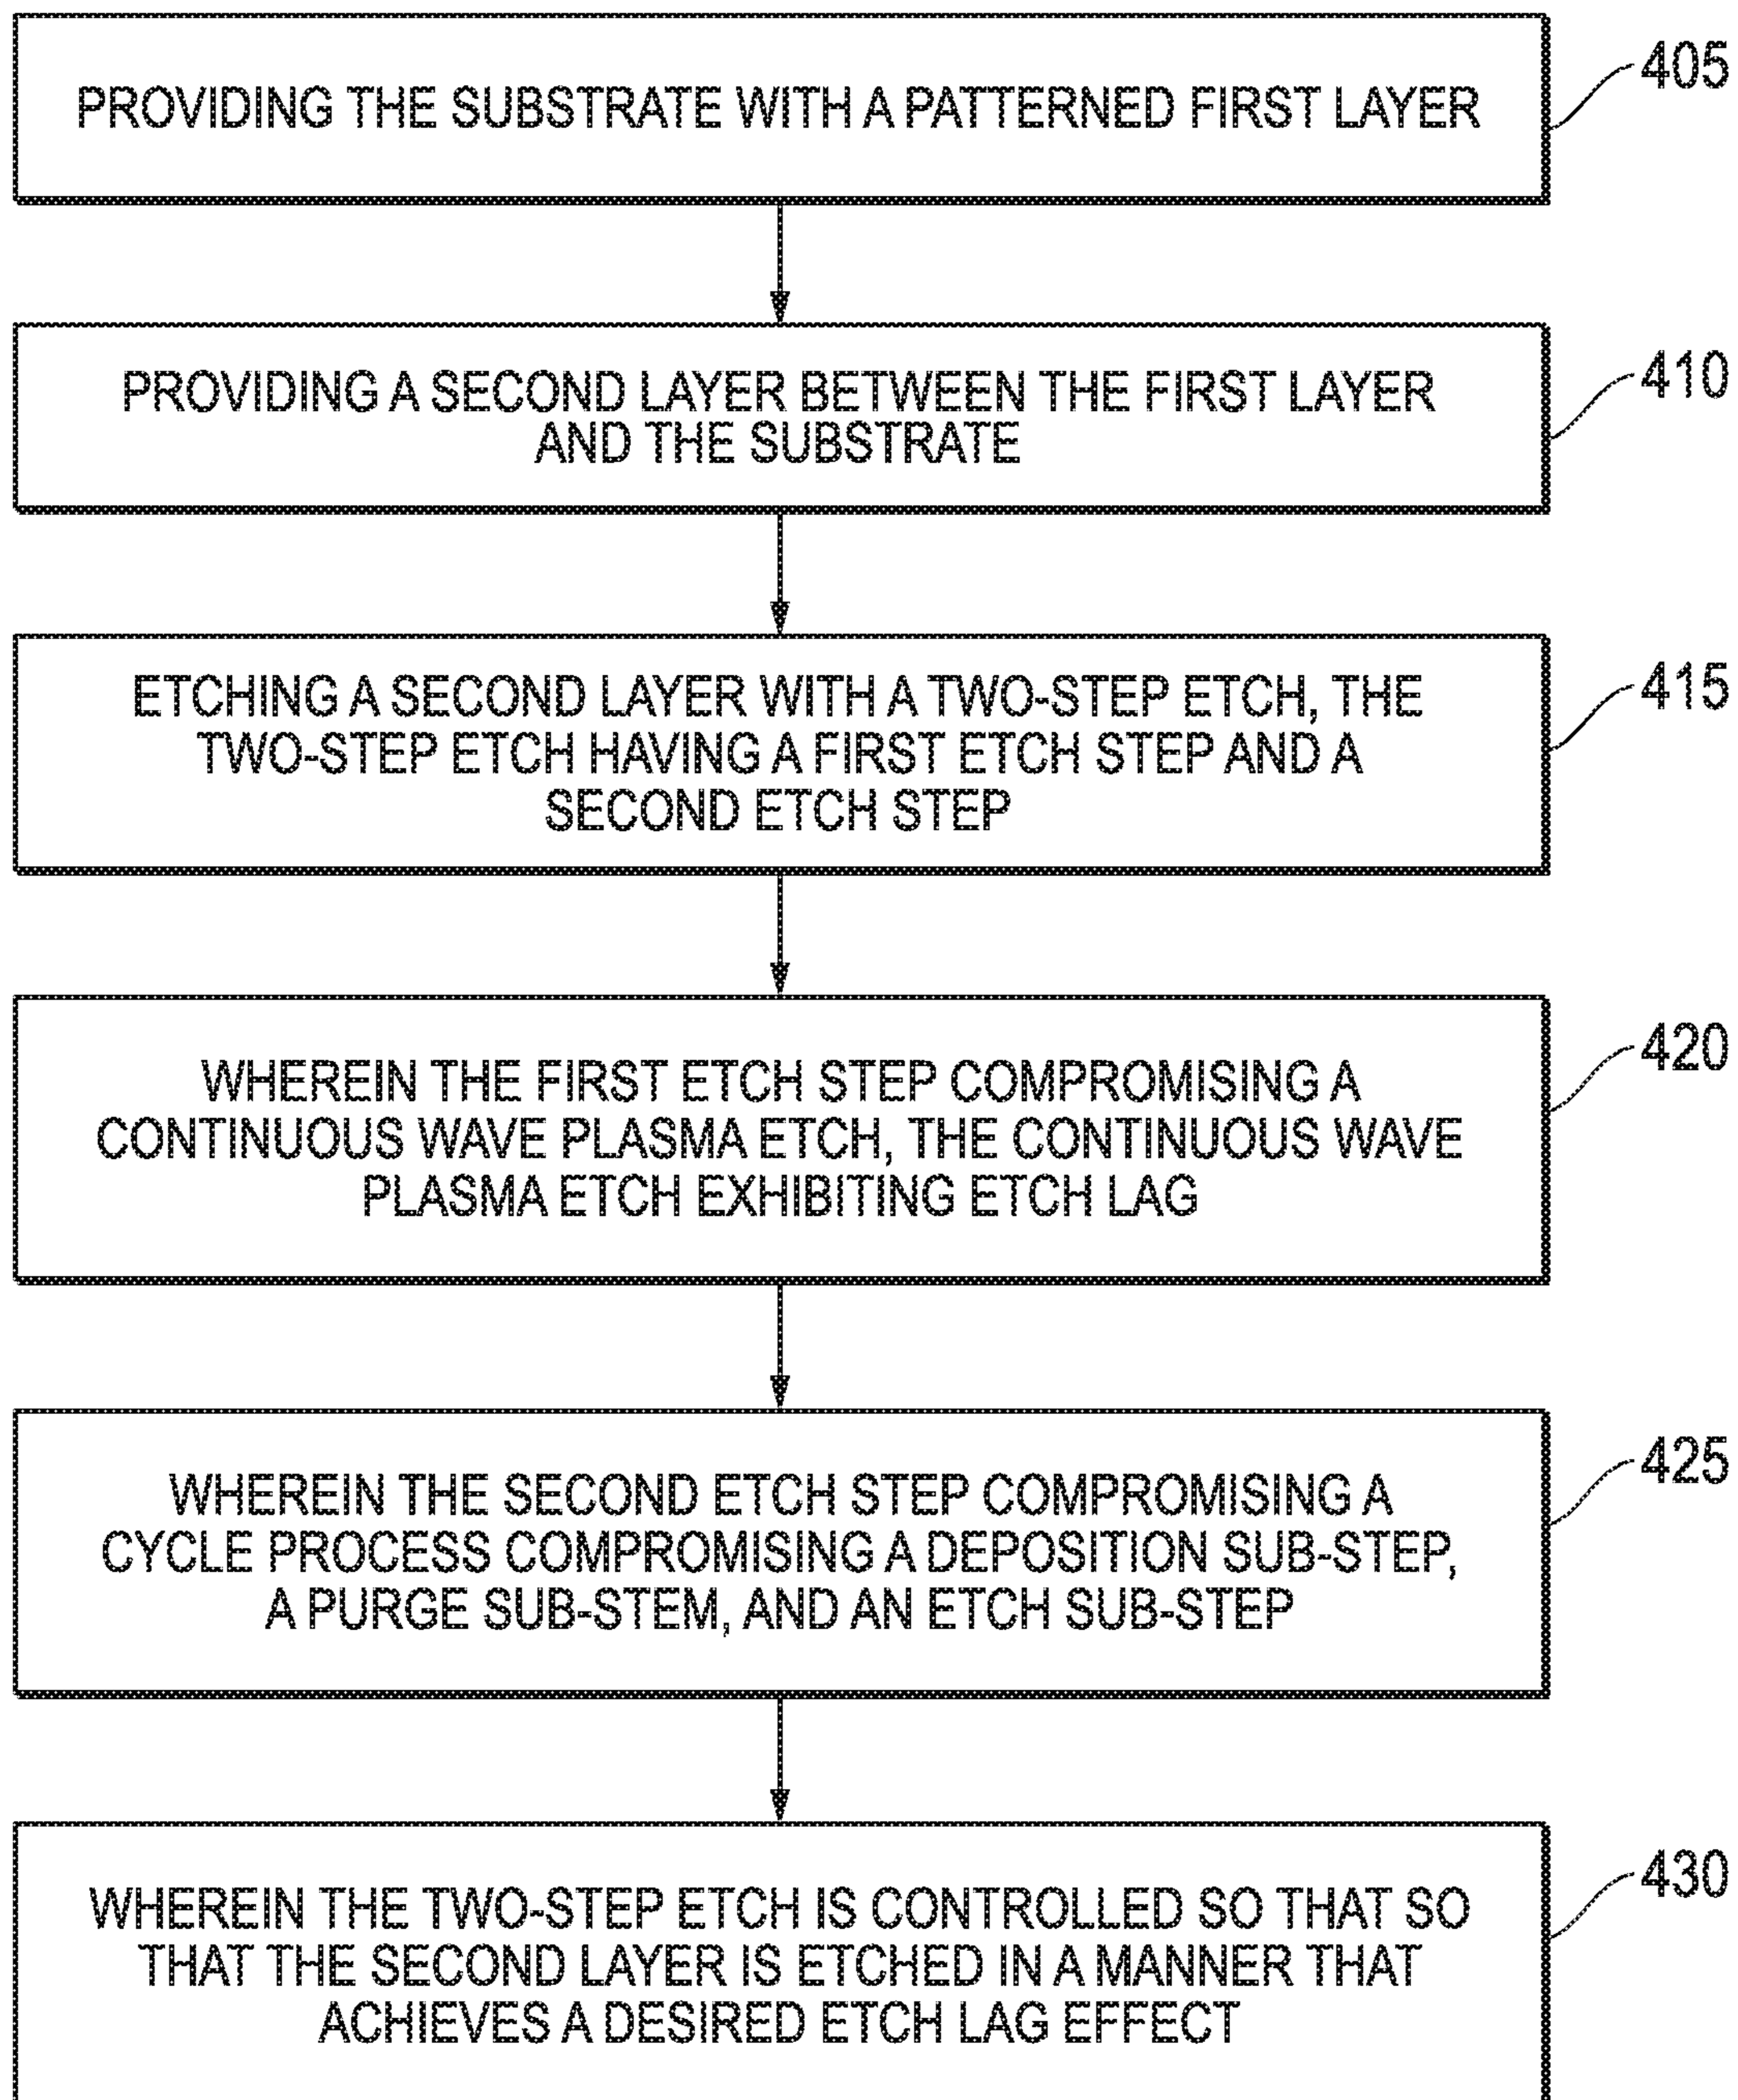 PROVIDING THE SUBSTRATE WITH A PATTERNED FIRST LAYER
405
PROVIDING A SECOND LAYER BETWEEN THE FIRST LAYER
AND THE SUBSTRATE
410
ETCHING A SECOND LAYER WITH A TWO-STEP ETCH, THE
TWO-STEP ETCH HAVING A FIRST ETCH STEP AND A
SECOND ETCH STEP
415
WHEREIN THE FIRST ETCH STEP COMPROMISING A
CONTINUOUS WAVE PLASMA ETCH, THE CONTINUOUS WAVE
PLASMA ETCH EXHIBITING ETCH LAG
420
WHEREIN THE SECOND ETCH STEP COMPROMISING A
CYCLE PROCESS COMPROMISING A DEPOSITION SUB-STEP,
A PURGE SUB-STEM, AND AN ETCH SUB-STEP
425
WHEREIN THE TWO-STEP ETCH IS CONTROLLED SO THAT SO
THAT THE SECOND LAYER IS ETCHED IN A MANNER THAT
ACHIEVES A DESIRED ETCH LAG EFFECT
430